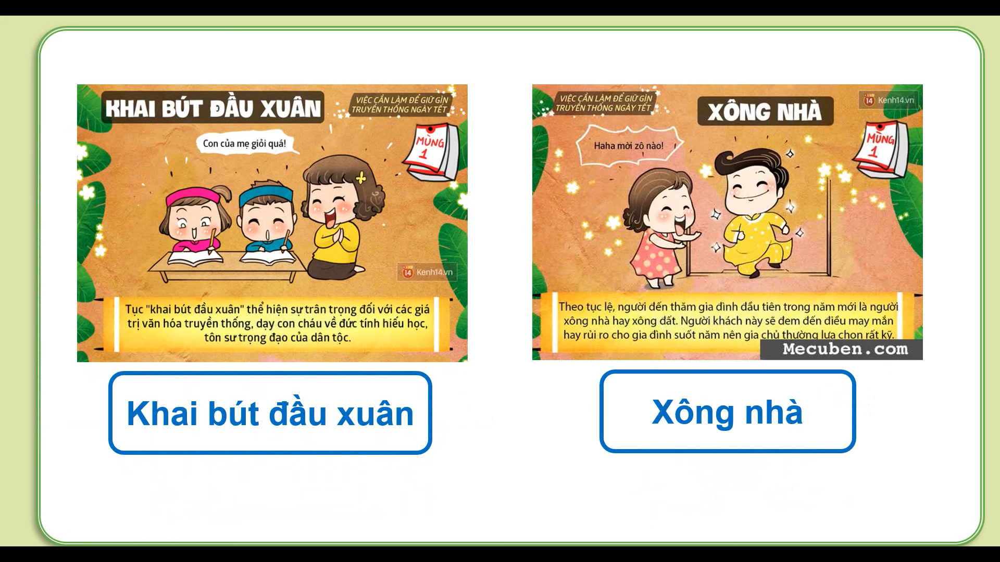 KHAI BÚT ĐẦU XUÂN
VIỆC CẦN LÀM ĐỂ GIỮ GÌN
TRUYỀN THỐNG NGÀY TẾT
Con của mẹ giỏi quá!
MÙNG
1
14 Kenh14.vn
Tục "khai bút đầu xuân" thể hiện sự trân trọng đối với các giá
trị văn hóa truyền thống, dạy con cháu về đức tính hiếu học,
tôn sư trọng đạo của dân tộc.
Khai bút đầu xuân
VIỆC CẦN LÀM ĐỂ GIỮ GÌN
TRUYỀN THỐNG NGÀY TẾT
XÔNG NHÀ
14 Kenh14.vn
Haha mời zô nào!
MÙNG
1
Theo tục lệ, người đến thăm gia đình đầu tiên trong năm mới là người
xông nhà hay xông đất. Người khách này sẽ đem đến điều may mắn
hay rủi ro cho gia đình suốt năm nên gia chủ thường lựa chọn rất kỹ.
Mecuben.com
Xông nhà